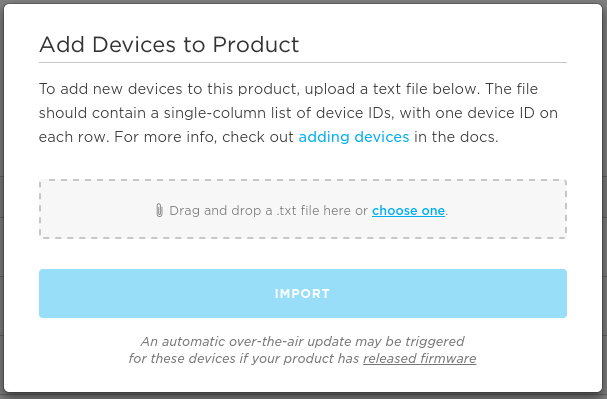 Add Devices to Product
To add new devices to this product, upload a text file below. The file
should contain a single-column list of device IDs, with one device ID on
each row. For more info, check out adding devices in the docs.
Drag and drop a .txt file here or choose one.
IMPORT
An automatic over-the-air update may be triggered
for these devices if your product has released firmware